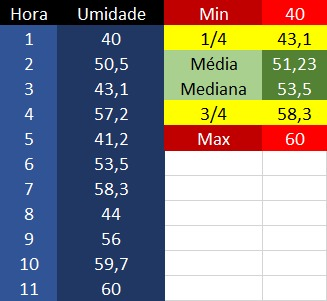 Hora Umidade Min 40
1 40 1/4 43,1
2 50,5 Média 51,23
3 43,1 Mediana 53,5
4 57,2 3/4 58,3
5 41,2 Max 60
6 53,5
7 58,3
8 44
9 56
10 59,7
11 60